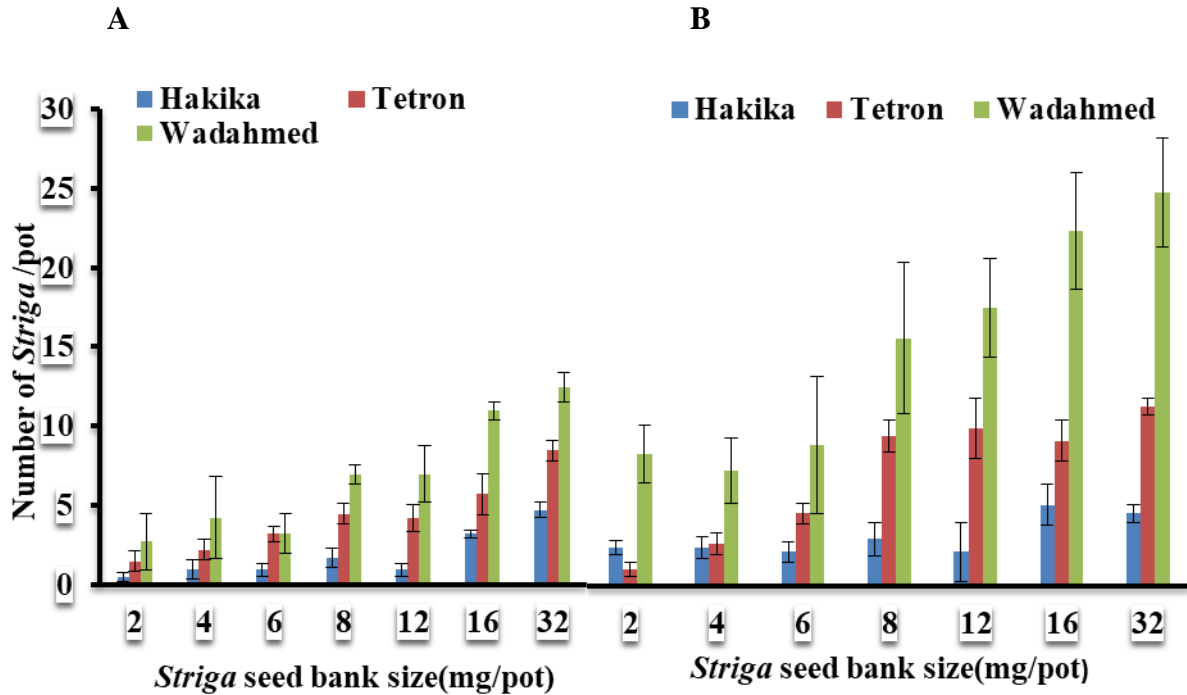 A
B
Hakika Tetron
Wadahmed
Hakika Tetron Wadahmed
30
25
20
15
10
5
0
Number of Striga /pot
2 4 6 8 12 16 32
2 4 6 8 12 16 32
Striga seed bank size(mg/pot)
Striga seed bank size(mg/pot)